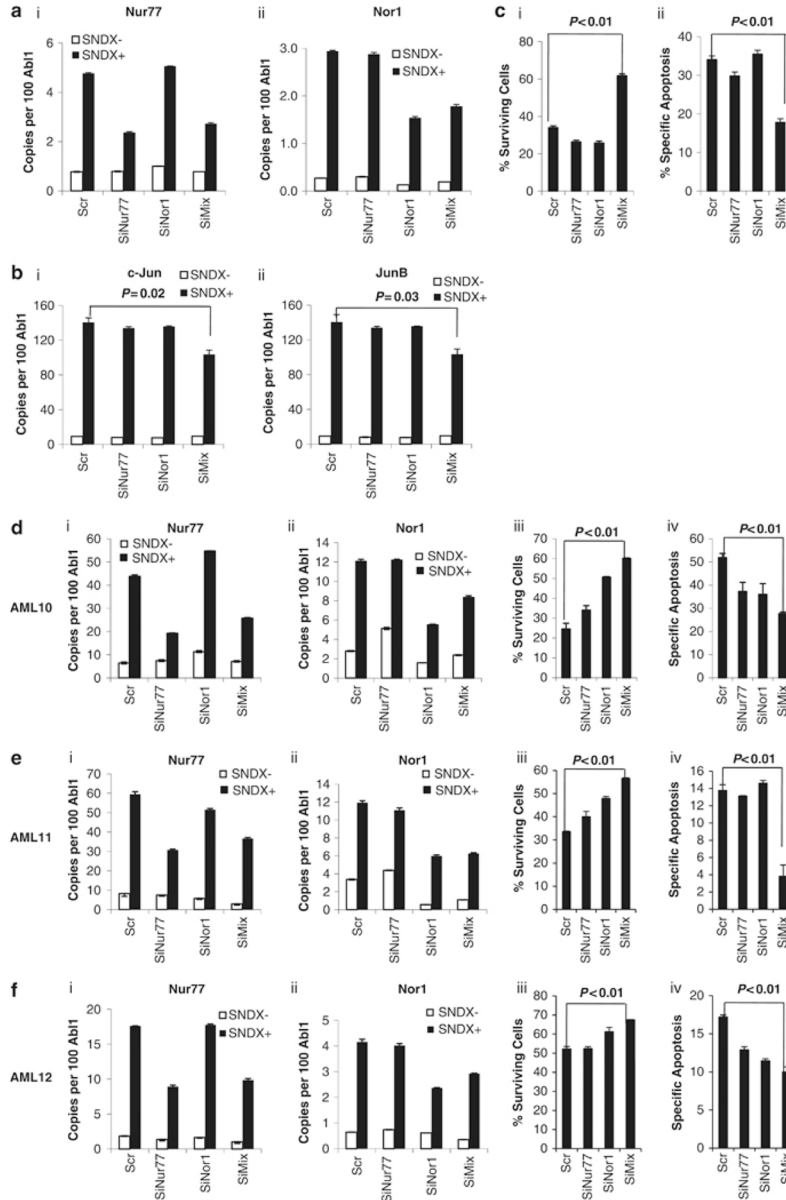 a
i
Nur77
SNDX-
SNDX+
Copies per 100 Abl1
6
4
2
0
Scr
SiNur77
SiNor1
SiMix
ii
Nor1
SNDX-
SNDX+
Copies per 100 Abl1
3.0
2.0
1.0
0.0
Scr
SiNur77
SiNor1
SiMix
c
i
P<0.01
% Surviving Cells
80
60
40
20
0
Scr
SiNur77
SiNor1
SiMix
ii
P<0.01
% Specific Apoptosis
40
30
20
10
0
Scr
SiNur77
SiNor1
SiMix
b
i
c-Jun
SNDX-
SNDX+
P=0.02
Copies per 100 Abl1
160
120
80
40
0
Scr
SiNur77
SiNor1
SiMix
ii
JunB
SNDX-
SNDX+
P=0.03
Copies per 100 Abl1
160
120
80
40
0
Scr
SiNur77
SiNor1
SiMix
d
AML10
i
Nur77
SNDX-
SNDX+
Copies per 100 Abl1
60
50
40
30
20
10
0
Scr
SiNur77
SiNor1
SiMix
ii
Nor1
SNDX-
SNDX+
Copies per 100 Abl1
14
12
10
8
6
4
2
0
Scr
SiNur77
SiNor1
SiMix
iii
P<0.01
% Surviving Cells
70
60
50
40
30
20
10
0
Scr
SiNur77
SiNor1
SiMix
iv
P<0.01
Specific Apoptosis
60
50
40
30
20
10
0
Scr
SiNur77
SiNor1
SiMix
e
AML11
i
Nur77
SNDX-
SNDX+
Copies per 100 Abl1
70
60
50
40
30
20
10
0
Scr
SiNur77
SiNor1
SiMix
ii
Nor1
SNDX-
SNDX+
Copies per 100 Abl1
14
12
10
8
6
4
2
0
Scr
SiNur77
SiNor1
SiMix
iii
P<0.01
% Surviving Cells
60
50
40
30
20
10
0
Scr
SiNur77
SiNor1
SiMix
iv
P<0.01
Specific Apoptosis
16
14
12
10
8
6
4
2
0
Scr
SiNur77
SiNor1
SiMix
f
AML12
i
Nur77
SNDX-
SNDX+
Copies per 100 Abl1
20
15
10
5
0
Scr
SiNur77
SiNor1
SiMix
ii
Nor1
SNDX-
SNDX+
Copies per 100 Abl1
5
4
3
2
1
0
Scr
SiNur77
SiNor1
SiMix
iii
P<0.01
% Surviving Cells
80
70
60
50
40
30
20
10
0
Scr
SiNur77
SiNor1
SiMix
iv
P<0.01
Specific Apoptosis
20
15
10
5
0
Scr
SiNur77
SiNor1
SiMix